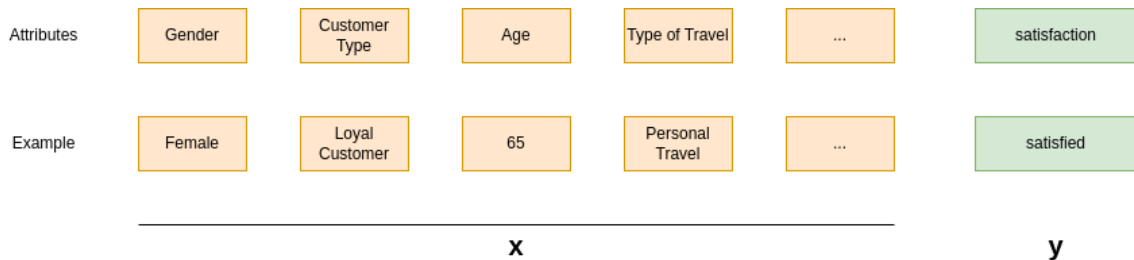 Attributes
Gender
Customer
Type
Age
Type of Travel
...
satisfaction
Example
Female
Loyal
Customer
65
Personal
Travel
...
satisfied
x
y